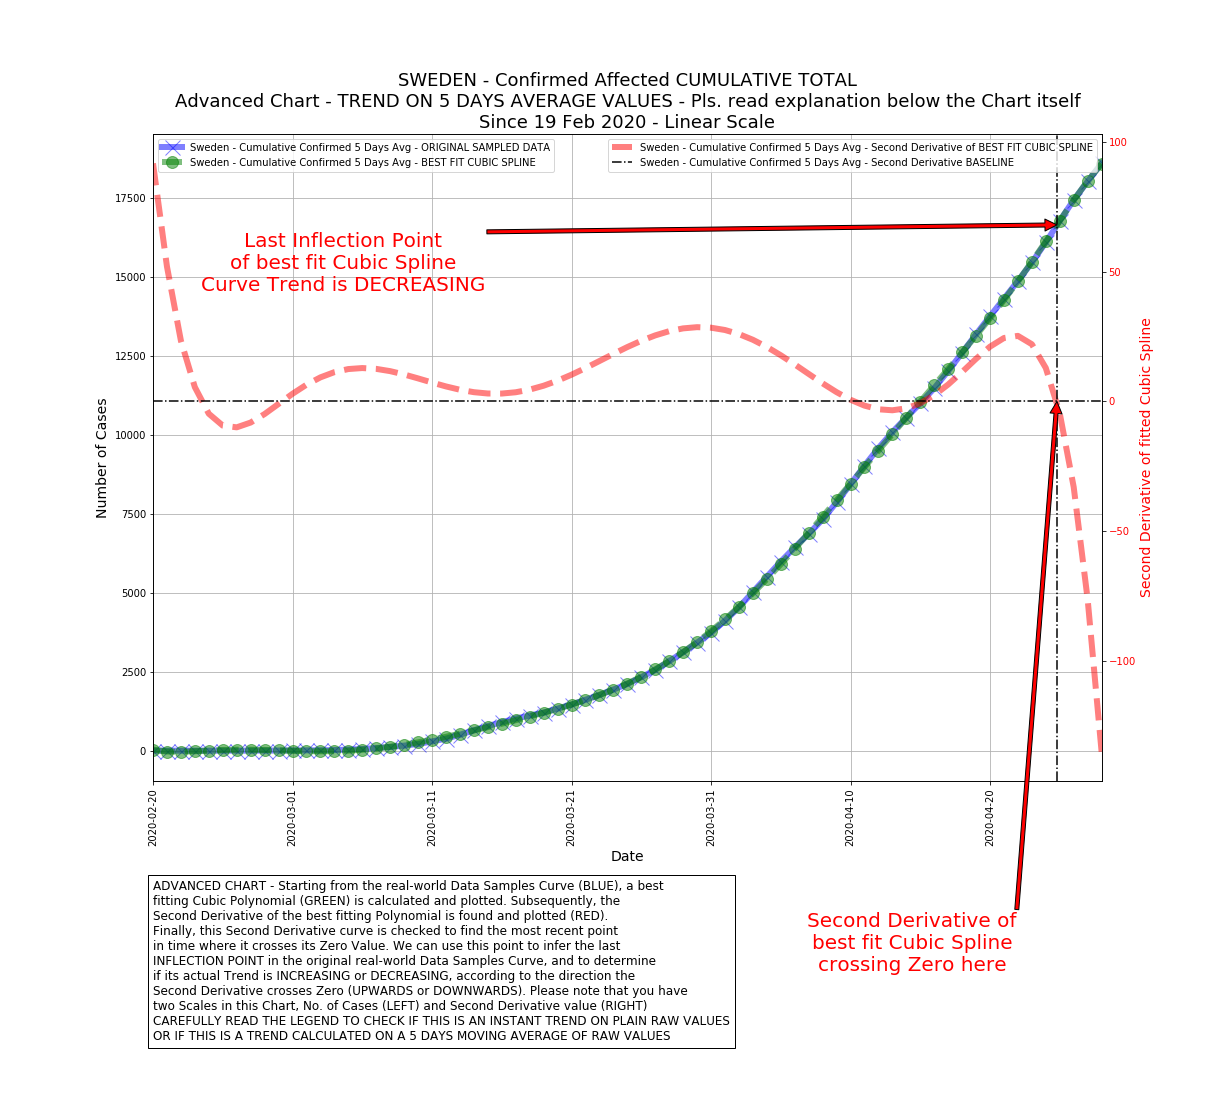 SWEDEN - Confirmed Affected CUMULATIVE TOTAL
Advanced Chart - TREND ON 5 DAYS AVERAGE VALUES - Pls. read explanation below the Chart itself
Since 19 Feb 2020 - Linear Scale
Sweden - Cumulative Confirmed 5 Days Avg - ORIGINAL SAMPLED DATA
Sweden - Cumulative Confirmed 5 Days Avg - BEST FIT CUBIC SPLINE
Sweden - Cumulative Confirmed 5 Days Avg - Second Derivative of BEST FIT CUBIC SPLINE
Sweden - Cumulative Confirmed 5 Days Avg - Second Derivative BASELINE
Last Inflection Point
of best fit Cubic Spline
Curve Trend is DECREASING
Number of Cases
17500
15000
12500
10000
7500
5000
2500
0
100
50
0
−50
−100
Second Derivative of fitted Cubic Spline
2020-02-20
2020-03-01
2020-03-11
2020-03-21
2020-03-31
2020-04-10
2020-04-20
Date
ADVANCED CHART - Starting from the real-world Data Samples Curve (BLUE), a best
fitting Cubic Polynomial (GREEN) is calculated and plotted. Subsequently, the
Second Derivative of the best fitting Polynomial is found and plotted (RED).
Finally, this Second Derivative curve is checked to find the most recent point
in time where it crosses its Zero Value. We can use this point to infer the last
INFLECTION POINT in the original real-world Data Samples Curve, and to determine
if its actual Trend is INCREASING or DECREASING, according to the direction the
Second Derivative crosses Zero (UPWARDS or DOWNWARDS). Please note that you have
two Scales in this Chart, No. of Cases (LEFT) and Second Derivative value (RIGHT)
CAREFULLY READ THE LEGEND TO CHECK IF THIS IS AN INSTANT TREND ON PLAIN RAW VALUES
OR IF THIS IS A TREND CALCULATED ON A 5 DAYS MOVING AVERAGE OF RAW VALUES
Second Derivative of
best fit Cubic Spline
crossing Zero here